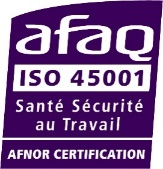 afaq
ISO 45001
Santé Sécurité
au Travail
AFNOR CERTIFICATION